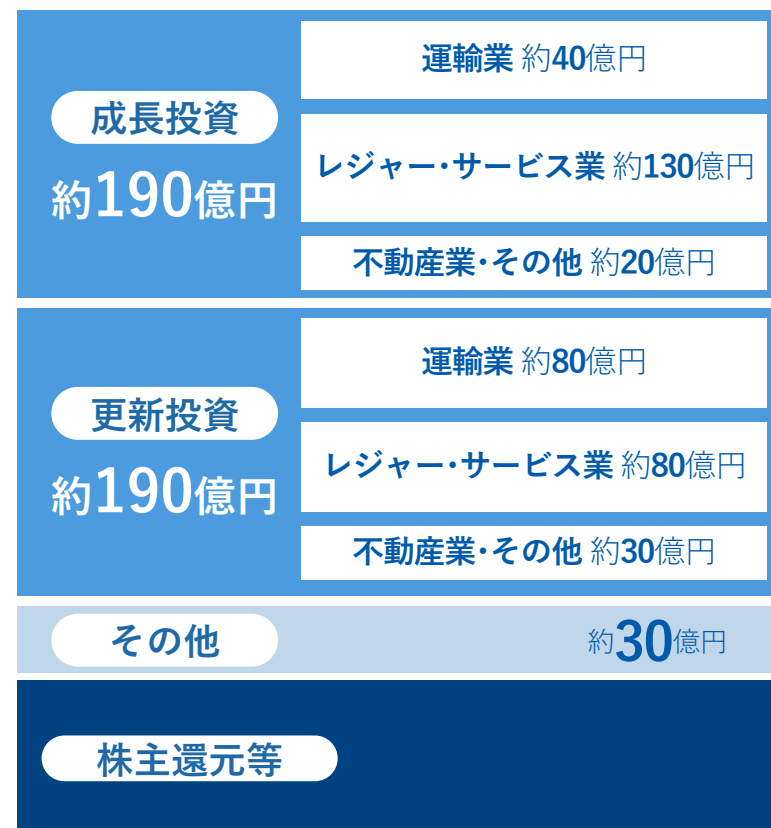 成長投資
約190億円
運輸業 約40億円
レジャー・サービス業 約130億円
不動産業・その他 約20億円
更新投資
約190億円
運輸業 約80億円
レジャー・サービス業 約80億円
不動産業・その他 約30億円
その他
約30億円
株主還元等